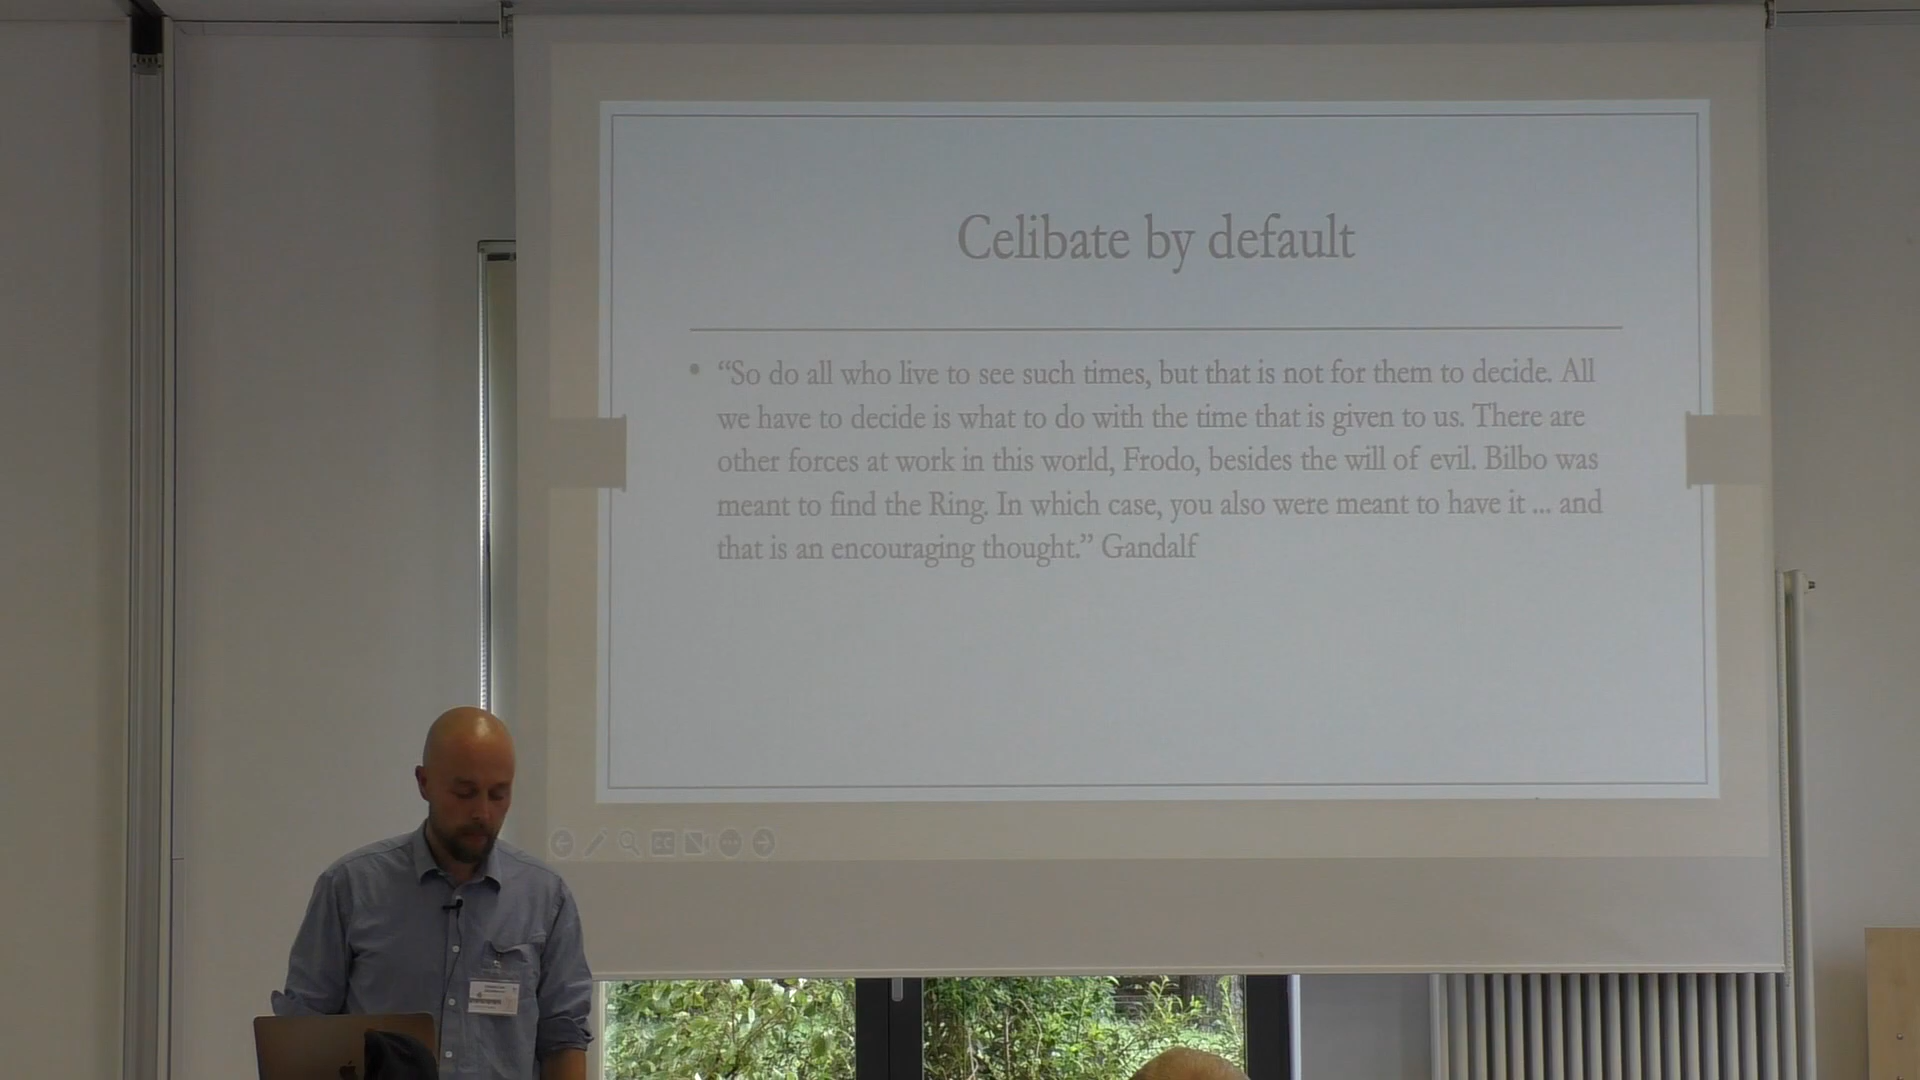 Celibate by default
• “So do all who live to see such times, but that is not for them to decide. All
we have to decide is what to do with the time that is given to us. There are
other forces at work in this world, Frodo, besides the will of evil. Bilbo was
meant to find the Ring. In which case, you also were meant to have it ... and
that is an encouraging thought.” Gandalf
CC